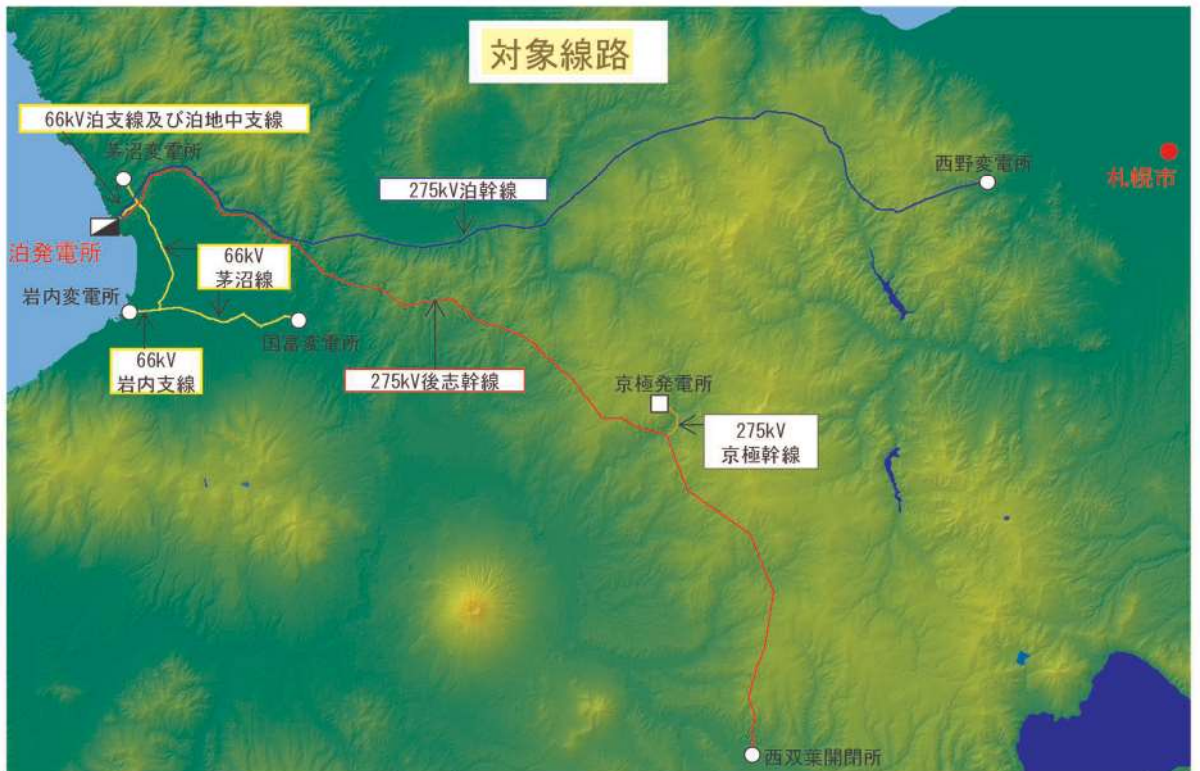 対象線路
66kV泊支線及び泊地中支線
茅沼変電所
西野変電所
札幌市
275kV泊幹線
泊発電所
66kV
茅沼線
岩内変電所
国富変電所
66kV
岩内支線
275kV後志幹線
京極発電所
275kV
京極幹線
西双葉開閉所